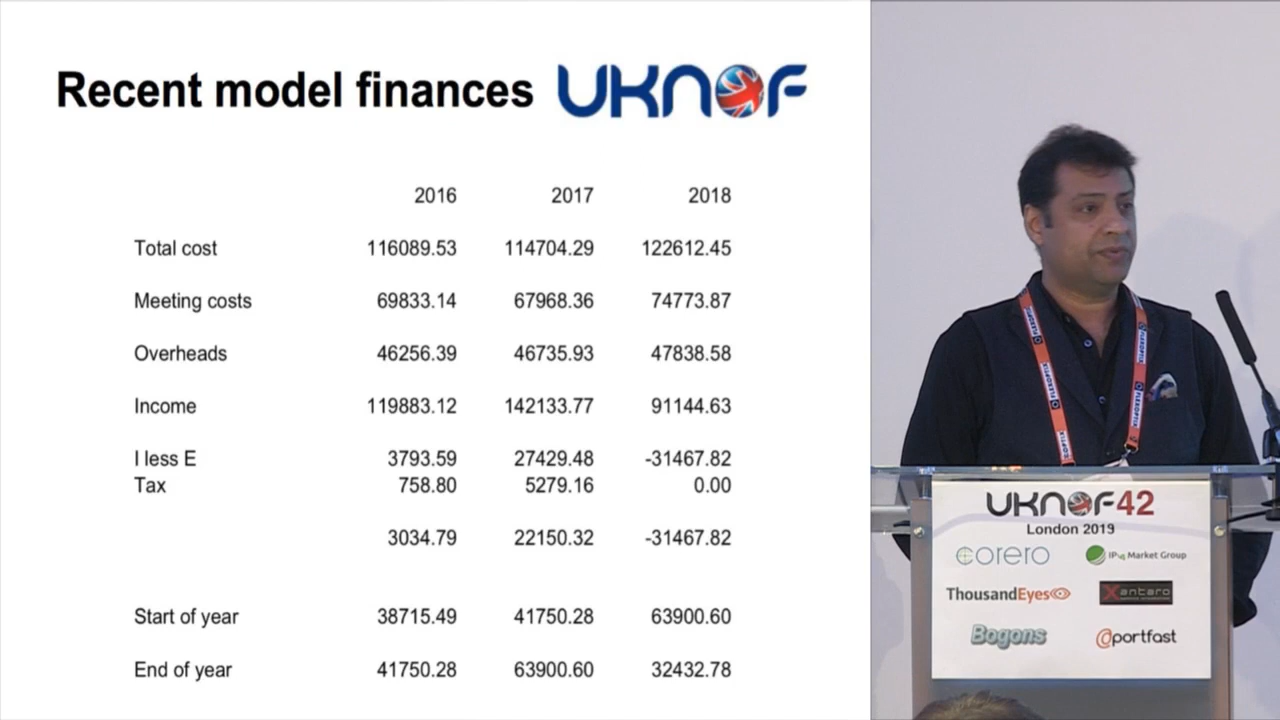 Recent model finances UKNOF
2016 2017 2018
Total cost 116089.53 114704.29 122612.45
Meeting costs 69833.14 67968.36 74773.87
Overheads 46256.39 46735.93 47838.58
Income 119883.12 142133.77 91144.63
I less E 3793.59 27429.48 -31467.82
Tax 758.80 5279.16 0.00
3034.79 22150.32 -31467.82
Start of year 38715.49 41750.28 63900.60
End of year 41750.28 63900.60 32432.78
FLEXOPTIX
UKNOF42
London 2019
corero IPv4 Market Group
ThousandEyes Xantaro
Bogons portfast